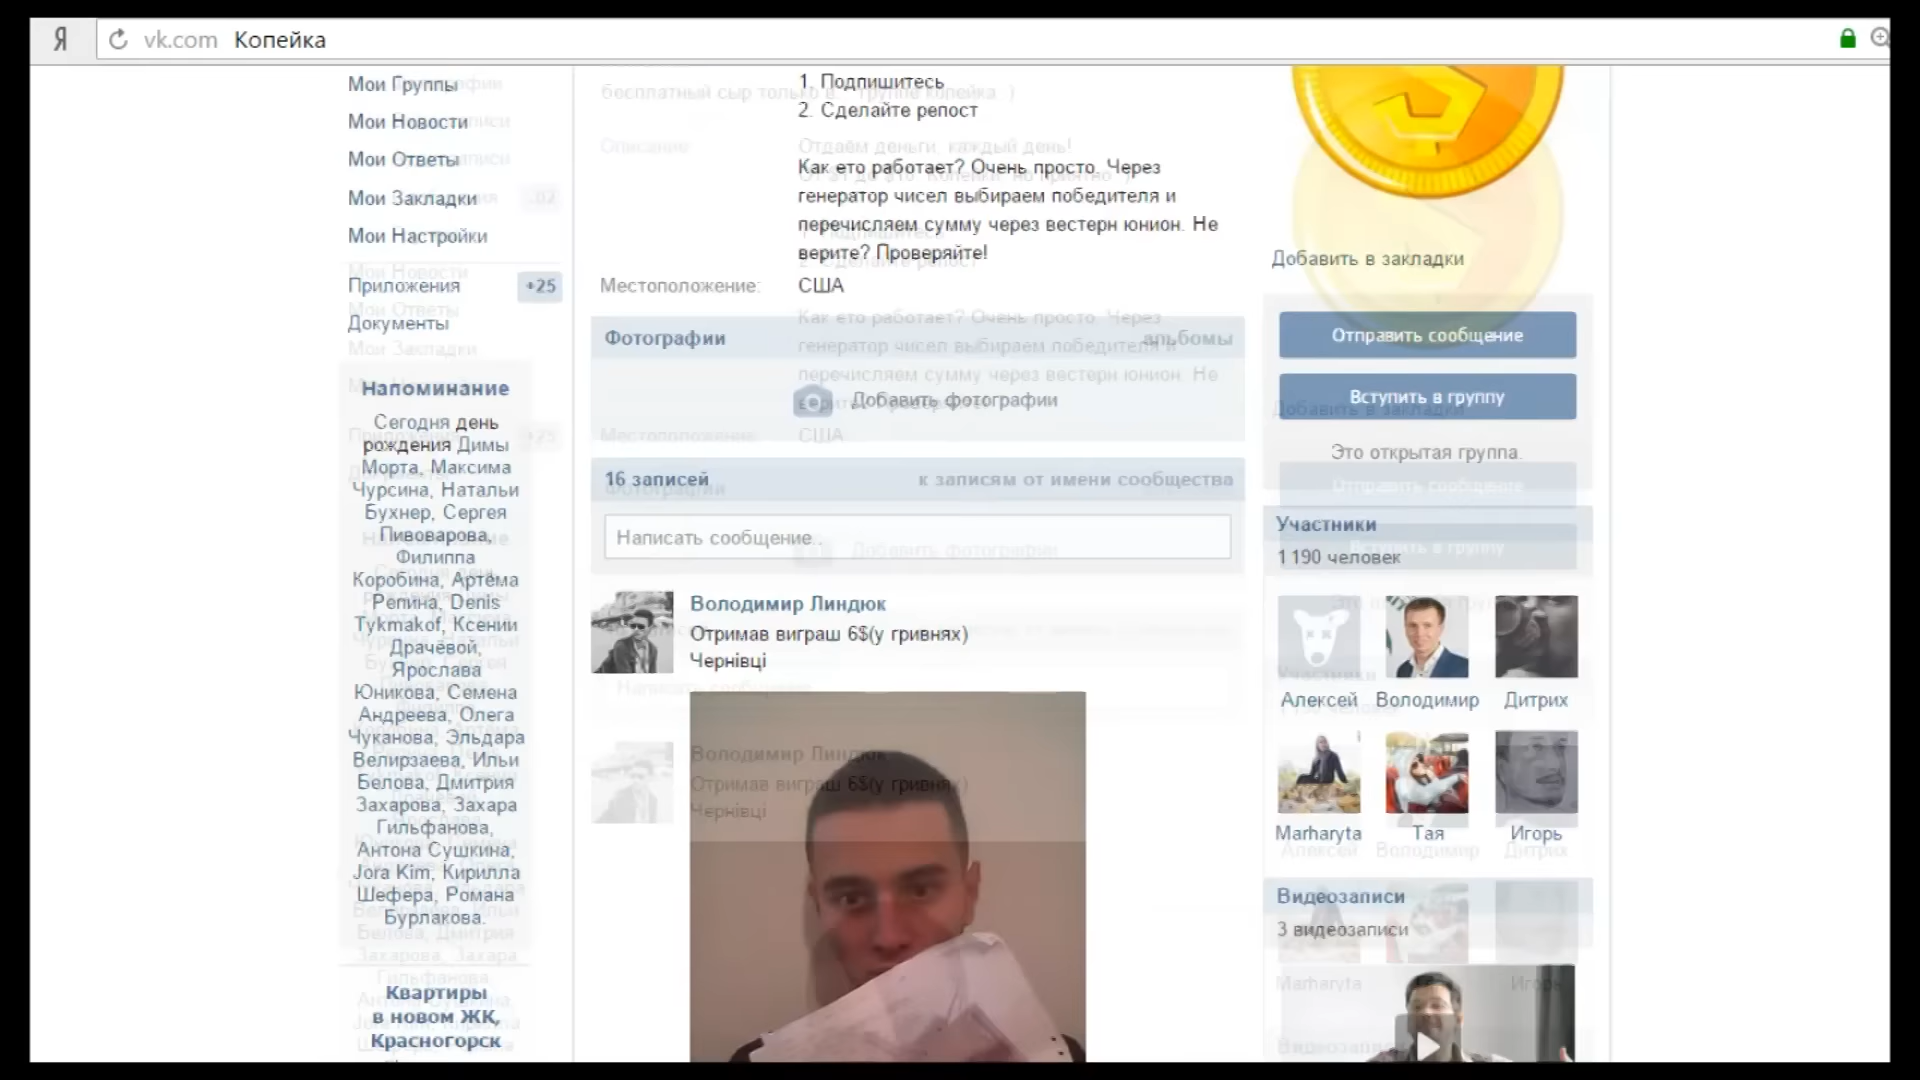 Я
vk.com Копейка
Мои Группы
Мои Новости
Мои Ответы
Мои Закладки
Мои Настройки
Приложения +25
Документы
Напоминание
Сегодня день
рождения Димы
Морта, Максима
Чурсина, Натальи
Бухнер, Сергея
Пивоварова,
Филиппа
Коробина, Артёма
Репина, Denis
Tykmakof, Ксении
Драчёвой,
Ярослава
Юникова, Семена
Андреева, Олега
Чуканова, Эльдара
Велирзаева, Ильи
Белова, Дмитрия
Захарова, Захара
Гильфанова,
Антона Сушкина,
Jora Kim, Кирилла
Шефера, Романа
Бурлакова.
Квартиры
в новом ЖК,
Красногорск
1. Подпишитесь
2. Сделайте репост
Как ето работает? Очень просто. Через
генератор чисел выбираем победителя и
перечисляем сумму через вестерн юнион. Не
верите? Проверяйте!
Местоположение: США
Фотографии альбомы
Добавить фотографии
16 записей к записям от имени сообщества
Написать сообщение..
Володимир Линдюк
Отримав виграш 6$(у гривнях)
Чернівці
Добавить в закладки
Отправить сообщение
Вступить в группу
Это открытая группа.
Участники
1 190 человек
Алексей Володимир Дитрих
Marharyta Тая Игорь
Видеозаписи
3 видеозаписи